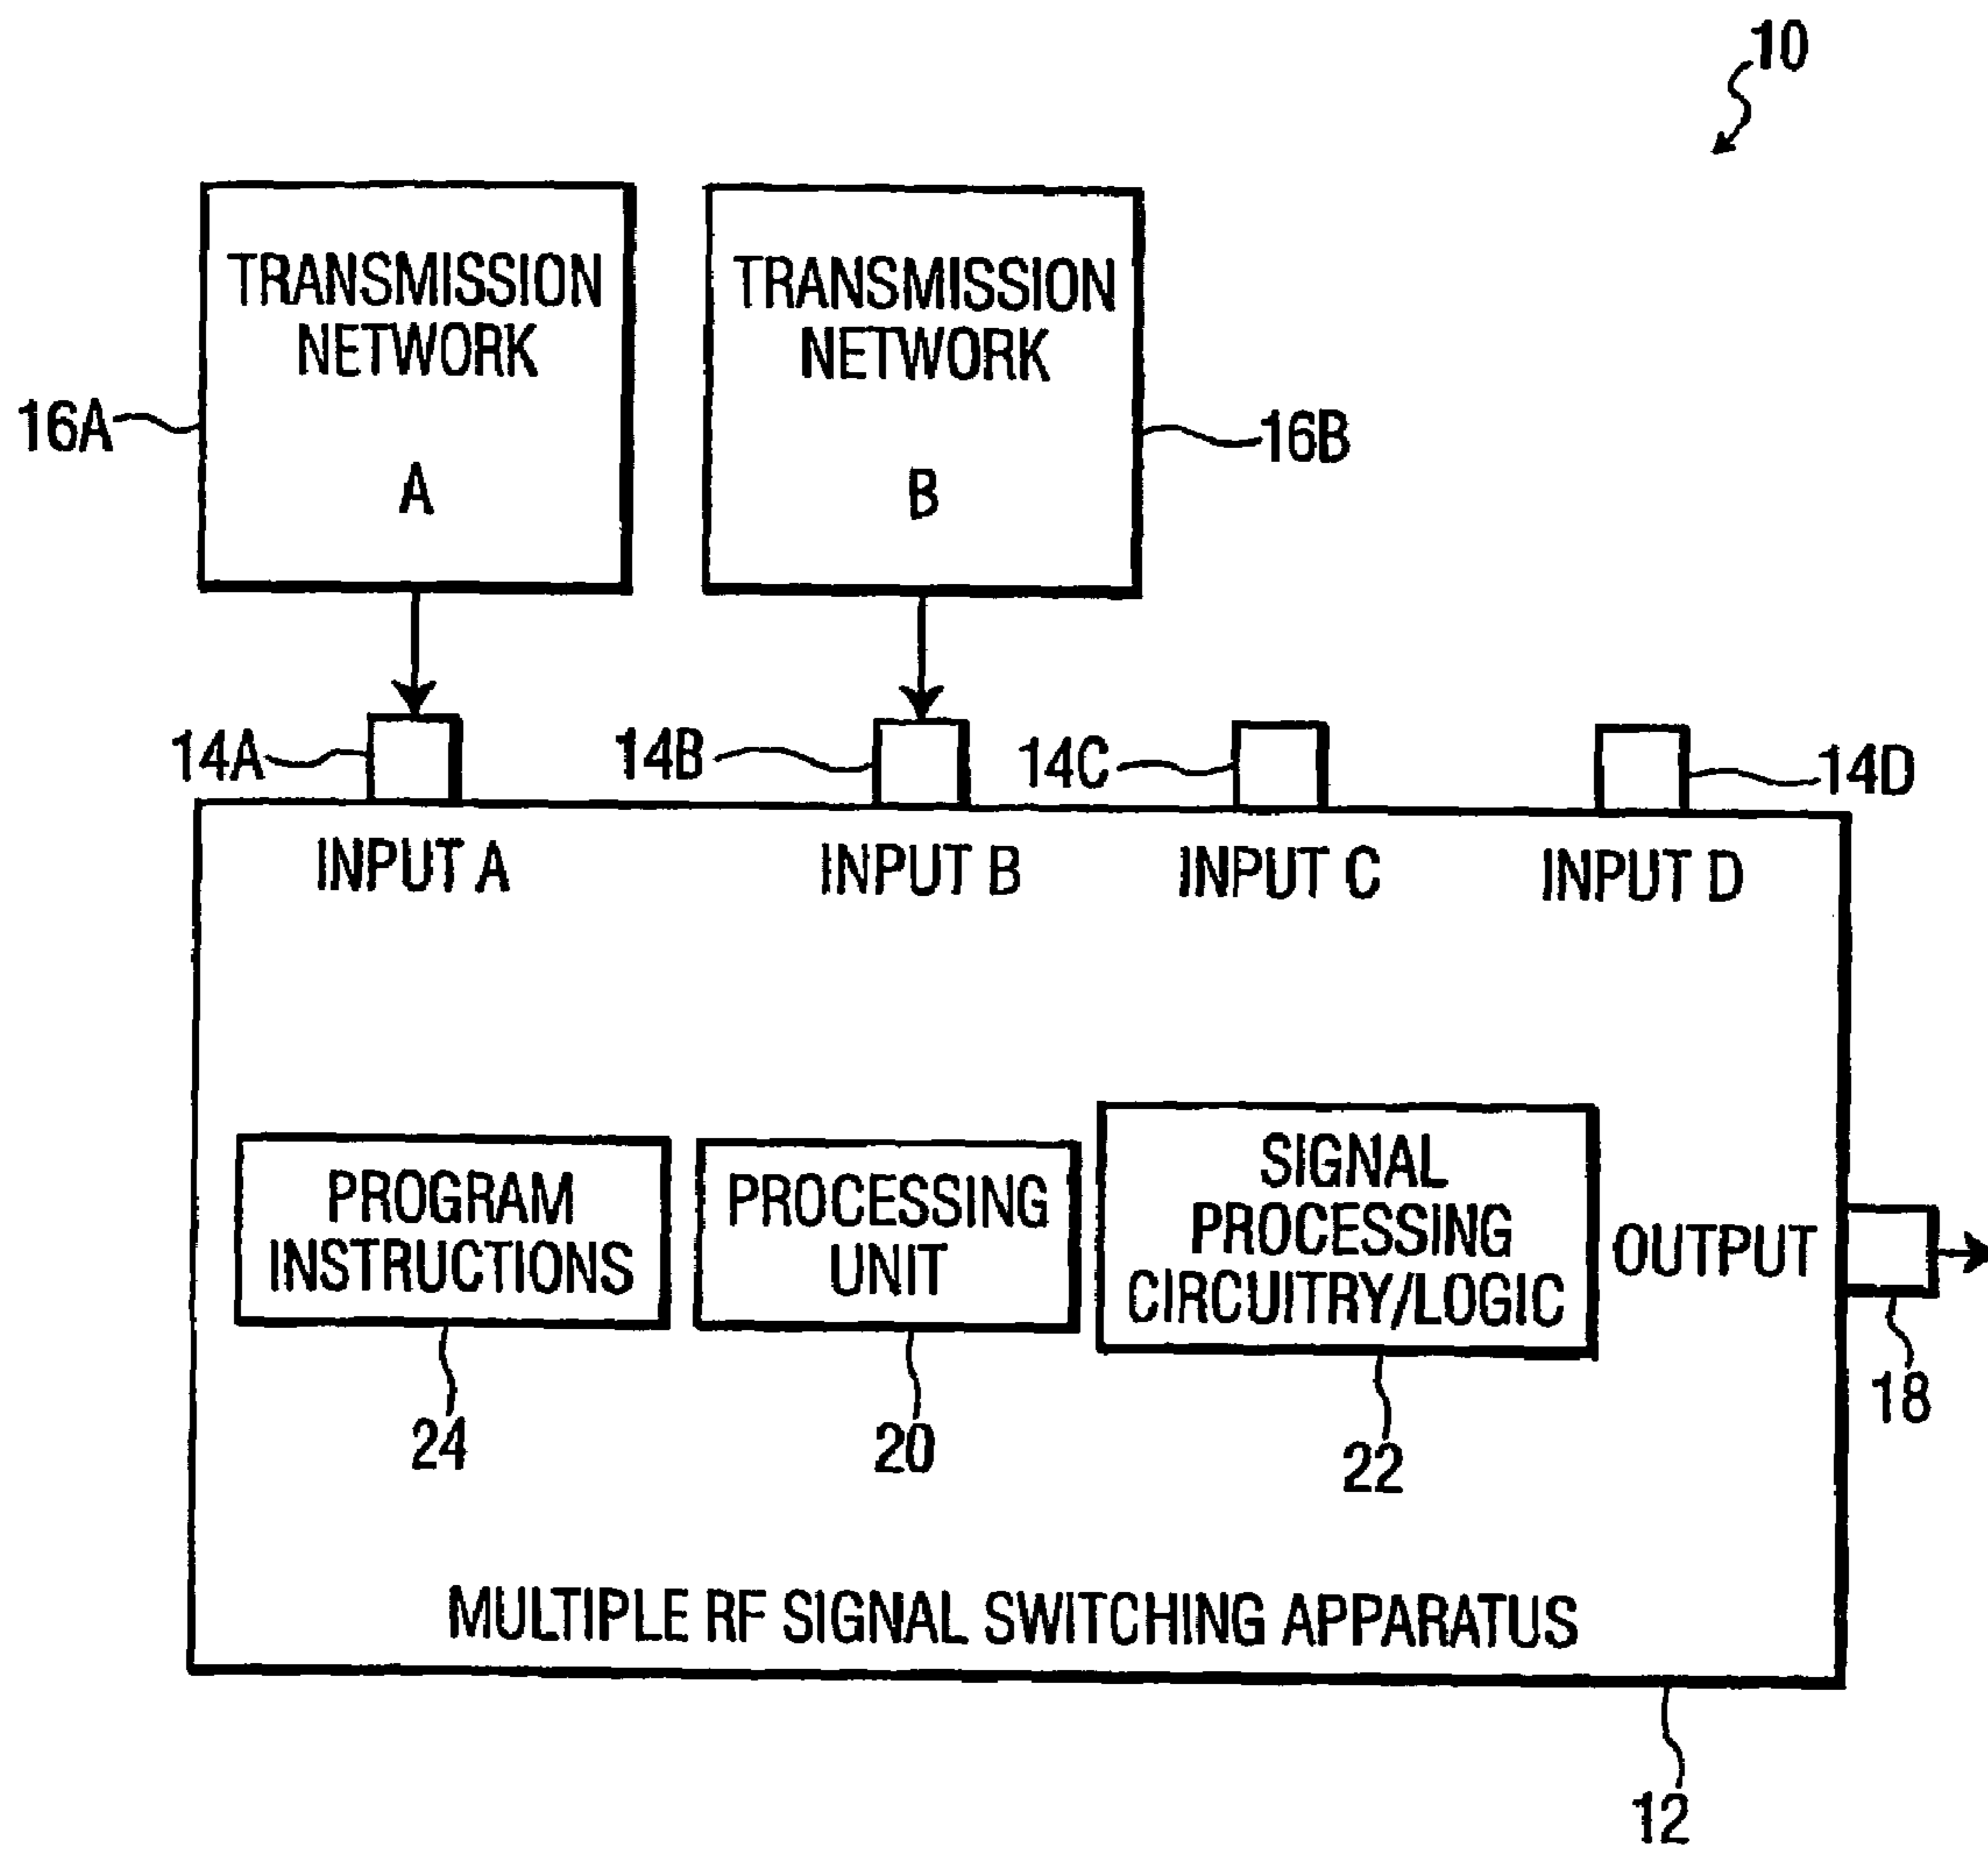 10
TRANSMISSION
NETWORK
A
TRANSMISSION
NETWORK
B
16A
16B
14A
14B
14C
14D
INPUT A
INPUT B
INPUT C
INPUT D
PROGRAM
INSTRUCTIONS
PROCESSING
UNIT
SIGNAL
PROCESSING
CIRCUITRY/LOGIC
OUTPUT
18
24
20
22
MULTIPLE RF SIGNAL SWITCHING APPARATUS
12